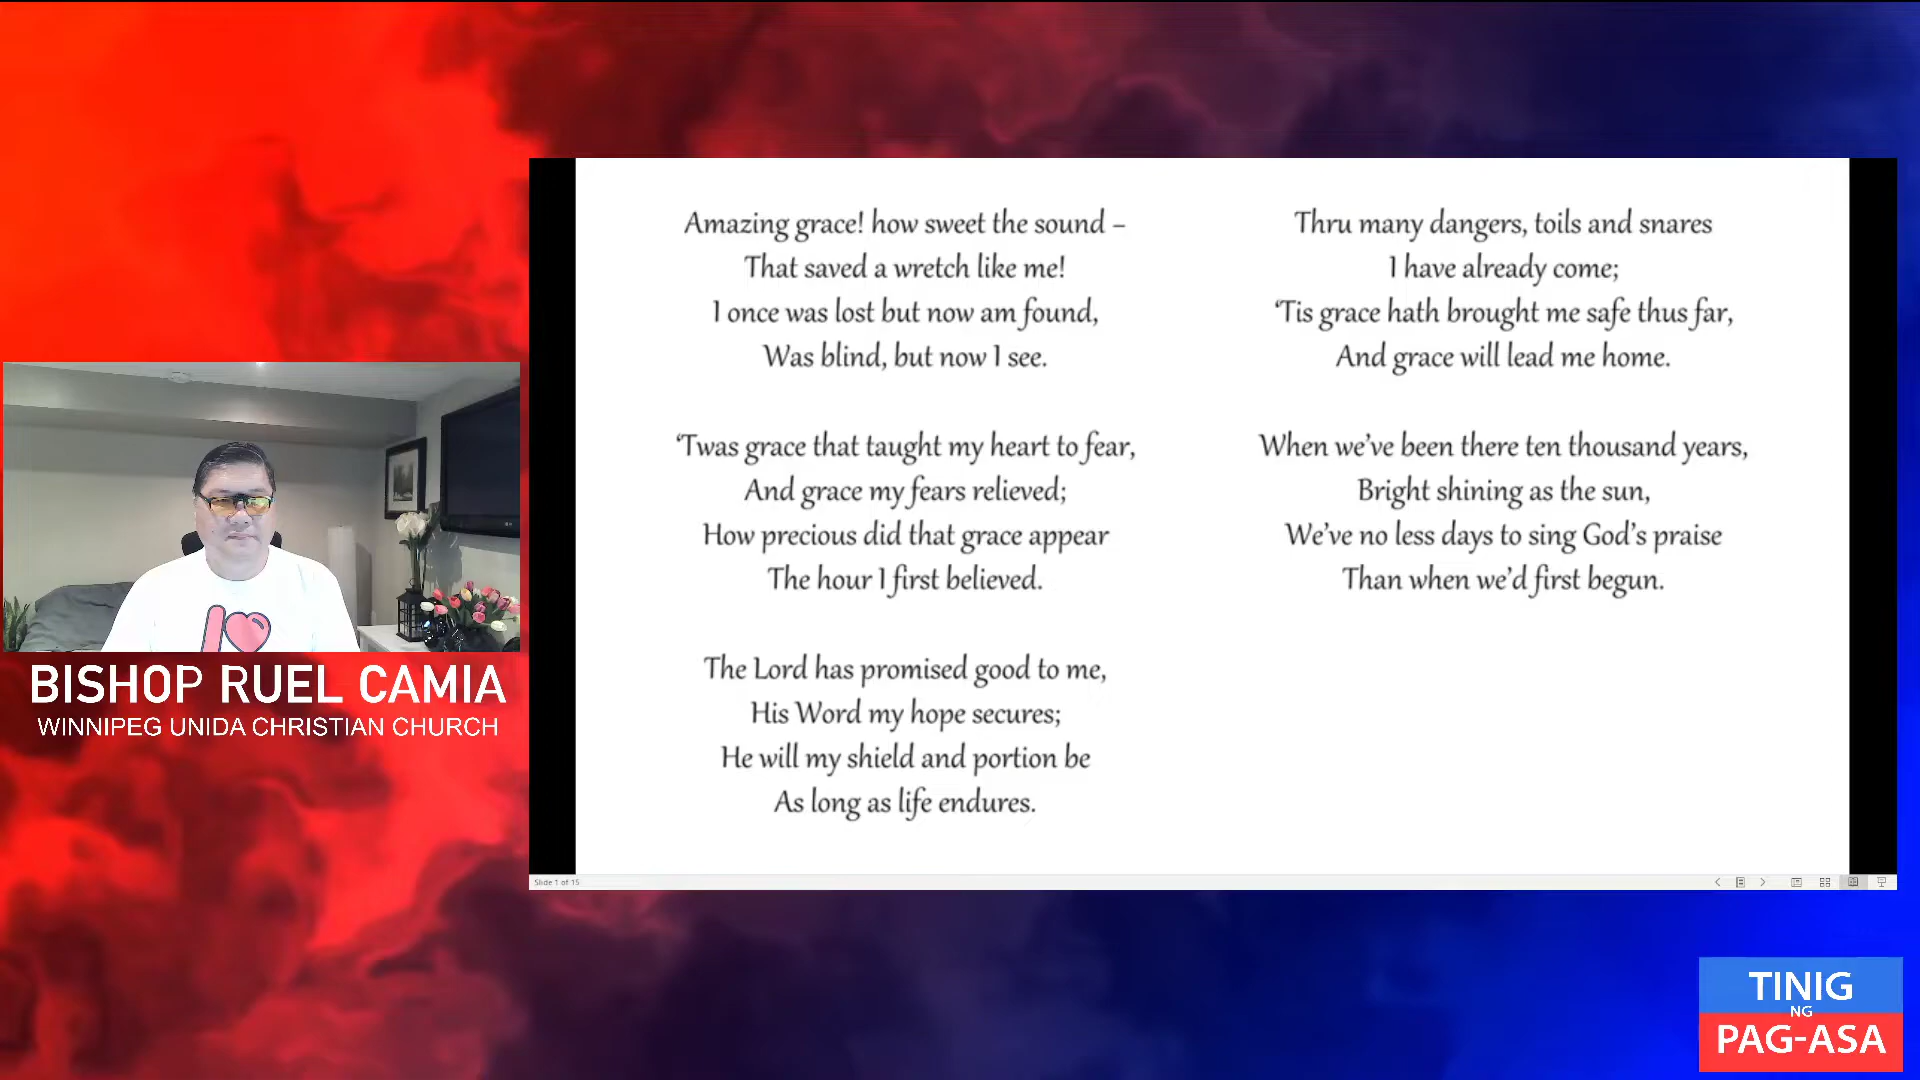 Amazing grace! how sweet the sound –
That saved a wretch like me!
I once was lost but now am found,
Was blind, but now I see.
‘Twas grace that taught my heart to fear,
And grace my fears relieved;
How precious did that grace appear
The hour I first believed.
The Lord has promised good to me,
His Word my hope secures;
He will my shield and portion be
As long as life endures.
Thru many dangers, toils and snares
I have already come;
‘Tis grace hath brought me safe thus far,
And grace will lead me home.
When we’ve been there ten thousand years,
Bright shining as the sun,
We’ve no less days to sing God’s praise
Than when we’d first begun.
Slide 1 of 15
I
BISHOP RUEL CAMIA
WINNIPEG UNIDA CHRISTIAN CHURCH
TINIG
NG
PAG-ASA